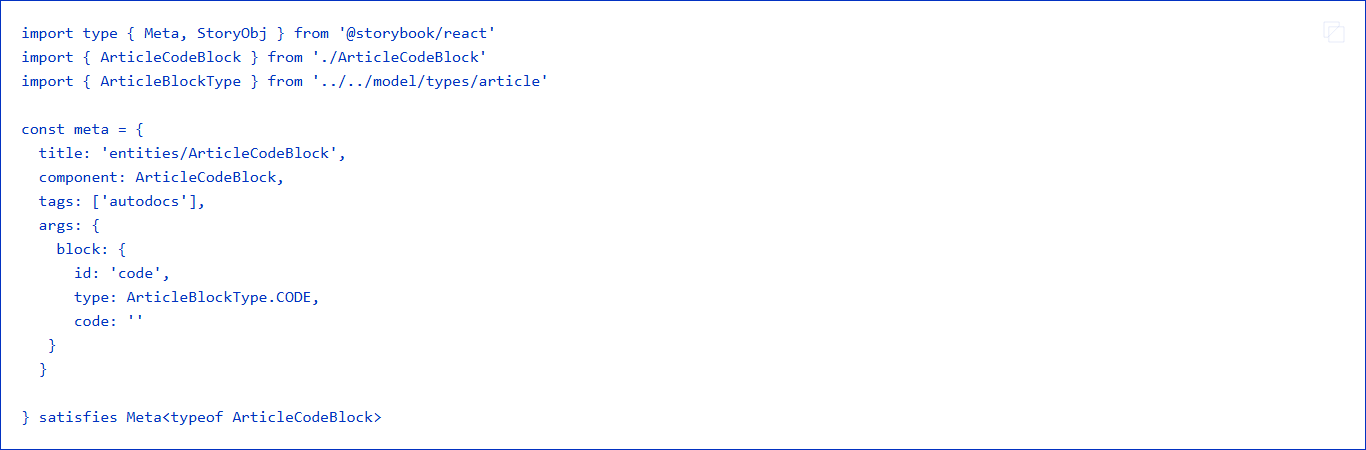 import type { Meta, StoryObj } from '@storybook/react'
import { ArticleCodeBlock } from './ArticleCodeBlock'
import { ArticleBlockType } from '../../model/types/article'

const meta = {
  title: 'entities/ArticleCodeBlock',
  component: ArticleCodeBlock,
  tags: ['autodocs'],
  args: {
    block: {
      id: 'code',
      type: ArticleBlockType.CODE,
      code: ''
   }
  }

} satisfies Meta<typeof ArticleCodeBlock>